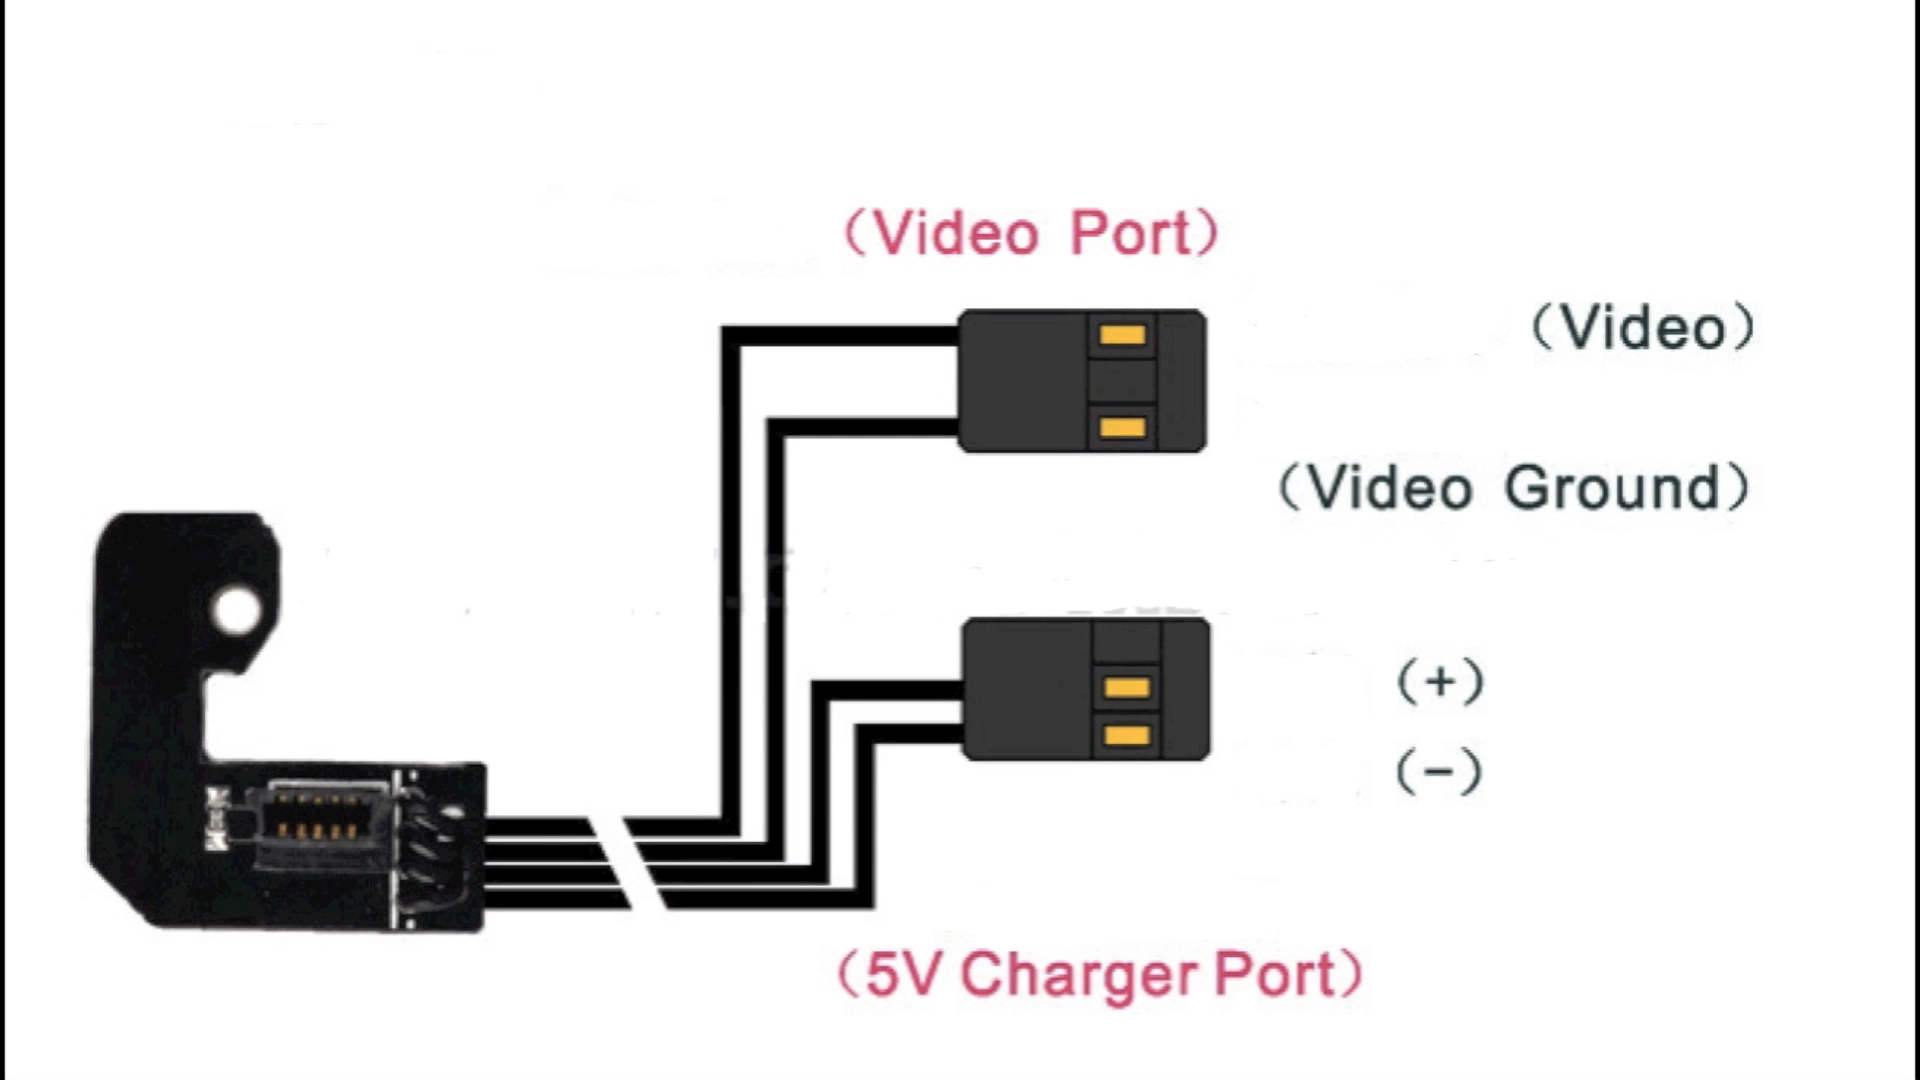 （Video Port）
（Video）
（Video Ground）
（+）
（-）
（5V Charger Port）